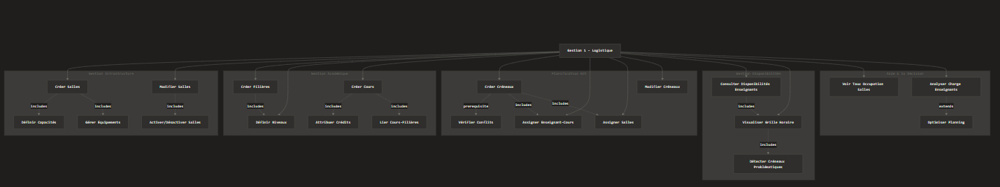 Gestion 1 - Logistique
Gestion Infrastructure
Gestion Académique
Planification EDT
Gestion Disponibilités
Aide à la Décision
Créer Salles
Modifier Salles
Créer Filières
Créer Cours
Créer Créneaux
Modifier Créneaux
Consulter Disponibilités
Enseignants
Voir Taux Occupation
Salles
Analyser Charge
Enseignants
includes
includes
includes
includes
includes
includes
prerequisite
includes
includes
includes
extends
Définir Capacités
Gérer Équipements
Activer/Désactiver Salles
Définir Niveaux
Attribuer Crédits
Lier Cours-Filières
Vérifier Conflits
Assigner Enseignant-Cours
Assigner Salles
Visualiser Grille Horaire
Optimiser Planning
includes
Détecter Créneaux
Problématiques